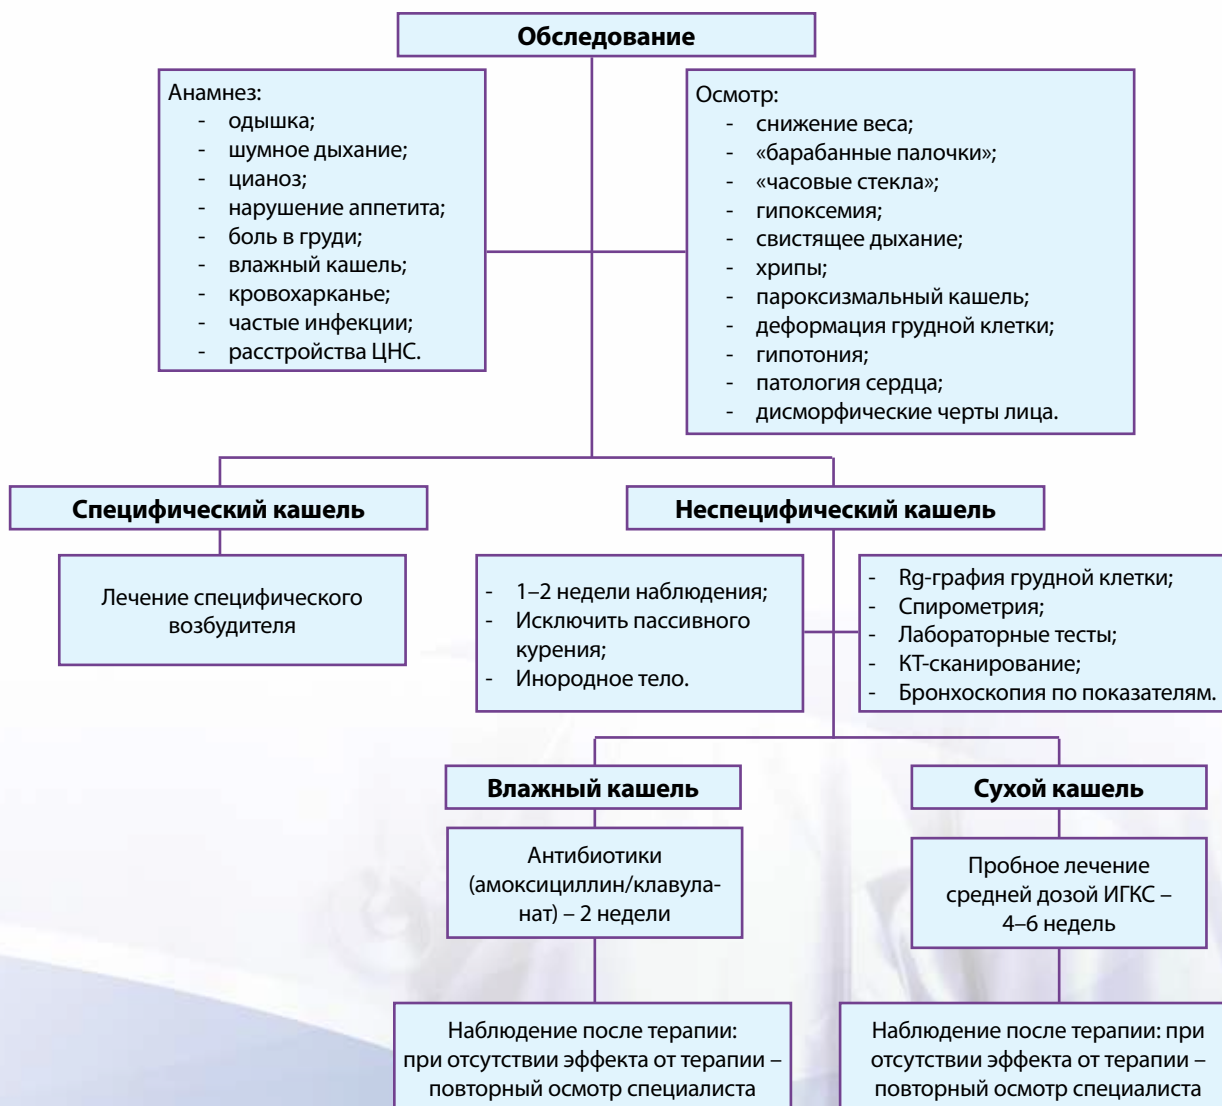 Обследование
Анамнез:
- одышка;
- шумное дыхание;
- цианоз;
- нарушение аппетита;
- боль в груди;
- влажный кашель;
- кровохарканье;
- частые инфекции;
- расстройства ЦНС.
Осмотр:
- снижение веса;
- «барабанные палочки»;
- «часовые стекла»;
- гипоксемия;
- свистящее дыхание;
- хрипы;
- пароксизмальный кашель;
- деформация грудной клетки;
- гипотония;
- патология сердца;
- дисморфические черты лица.
Специфический кашель
Лечение специфического
возбудителя
Неспецифический кашель
- 1–2 недели наблюдения;
- Исключить пассивного
курения;
- Инородное тело.
- Rg-графия грудной клетки;
- Спирометрия;
- Лабораторные тесты;
- КТ-сканирование;
- Бронхоскопия по показателям.
Влажный кашель
Антибиотики
(амоксициллин/клавула-
нат) – 2 недели
Наблюдение после терапии:
при отсутствии эффекта от терапии –
повторный осмотр специалиста
Сухой кашель
Пробное лечение
средней дозой ИГКС –
4–6 недель
Наблюдение после терапии: при
отсутствии эффекта от терапии –
повторный осмотр специалиста